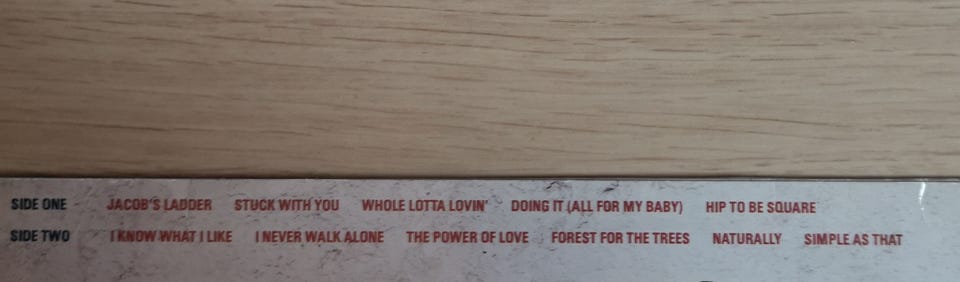 SIDE ONE JACOB'S LADDER STUCK WITH YOU WHOLE LOTTA LOVIN' DOING IT (ALL FOR MY BABY) HIP TO BE SQUARE
SIDE TWO I KNOW WHAT I LIKE I NEVER WALK ALONE THE POWER OF LOVE FOREST FOR THE TREES NATURALLY SIMPLE AS THAT